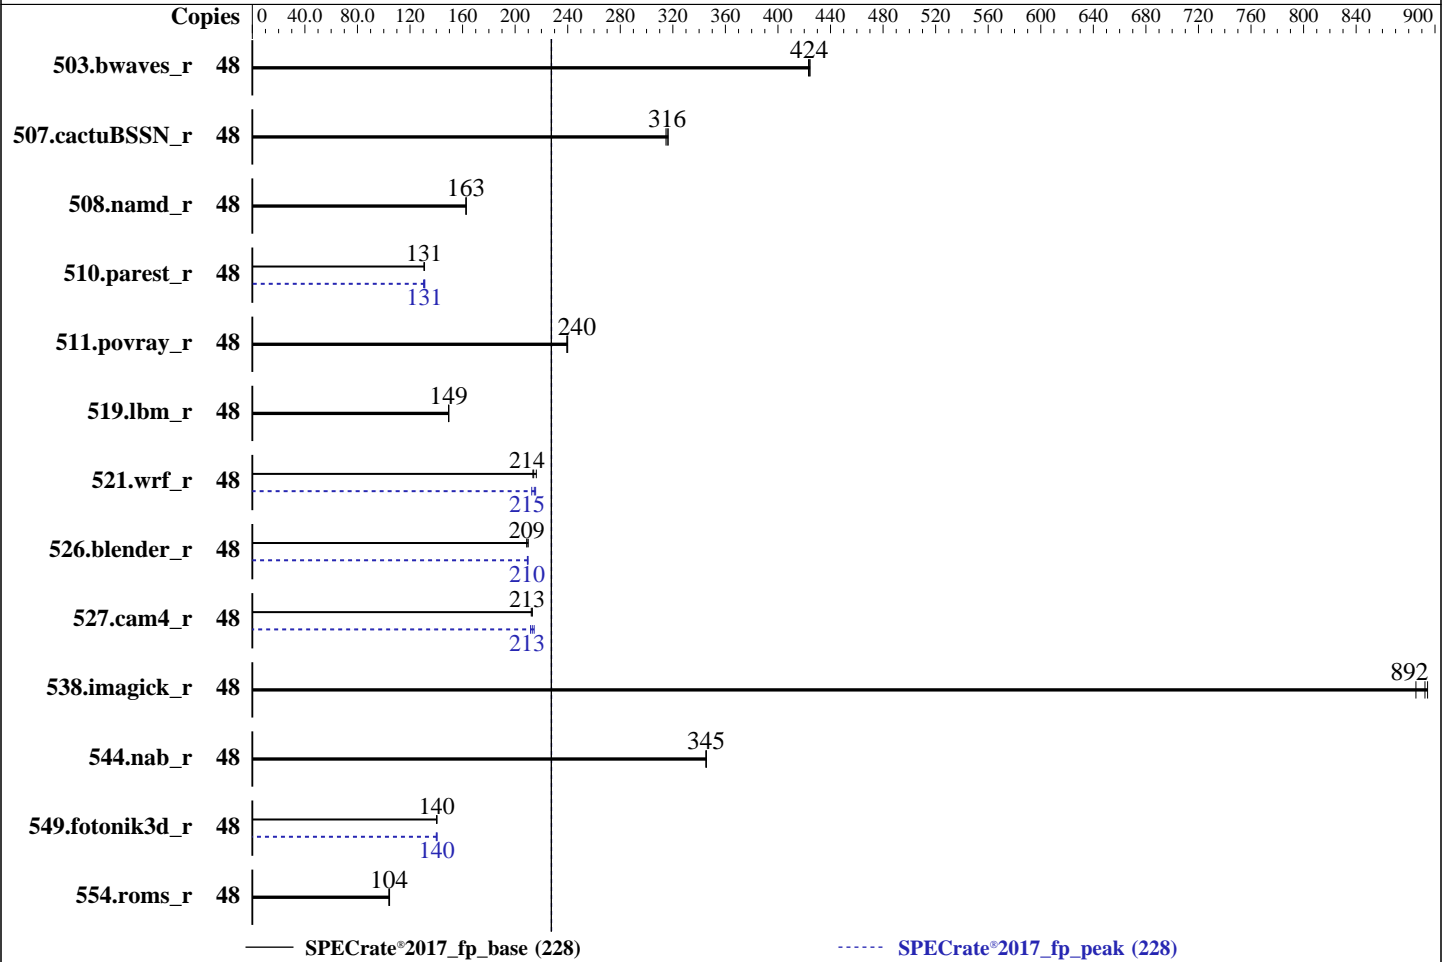 Copies 0 40.0 80.0 120 160 200 240 280 320 360 400 440 480 520 560 600 640 680 720 760 800 840 900
503.bwaves_r 48 424
507.cactuBSSN_r 48 316
508.namd_r 48 163
510.parest_r 48 131
131
511.povray_r 48 240
519.lbm_r 48 149
521.wrf_r 48 214
215
526.blender_r 48 209
210
527.cam4_r 48 213
213
538.imagick_r 48 892
544.nab_r 48 345
549.fotonik3d_r 48 140
140
554.roms_r 48 104
SPECrate®2017_fp_base (228) SPECrate®2017_fp_peak (228)